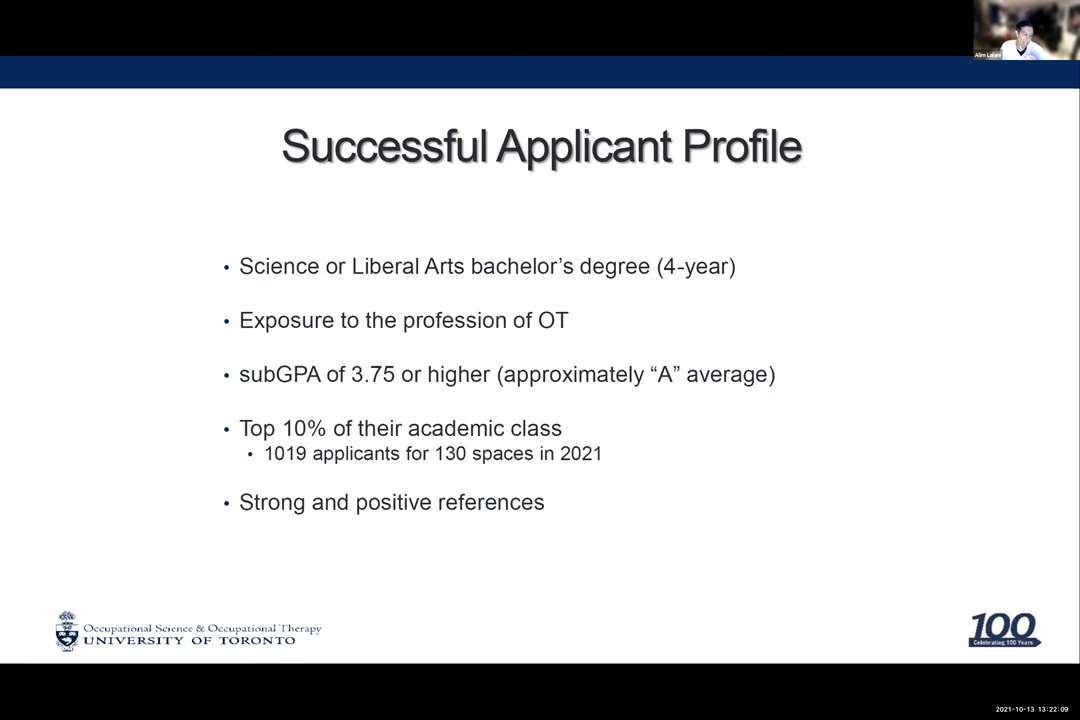 Alim Lalani
Successful Applicant Profile
• Science or Liberal Arts bachelor’s degree (4-year)
• Exposure to the profession of OT
• subGPA of 3.75 or higher (approximately “A” average)
• Top 10% of their academic class
• 1019 applicants for 130 spaces in 2021
• Strong and positive references
Occupational Science & Occupational Therapy
UNIVERSITY OF TORONTO
100
Celebrating 100 Years
2021-10-13 13:22:09